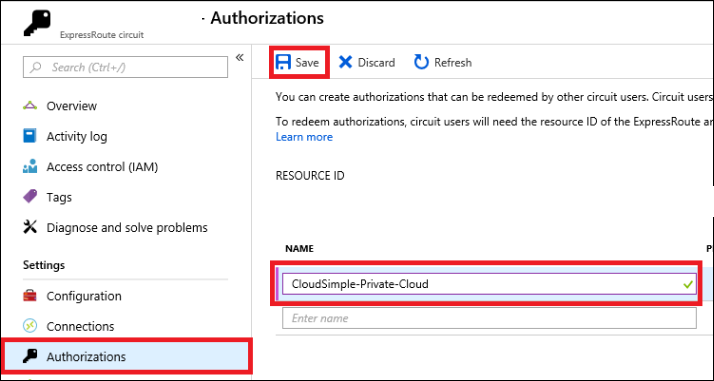 · Authorizations
ExpressRoute circuit
«
Search (Ctrl+/)
Overview
Activity log
Access control (IAM)
Tags
Diagnose and solve problems
Settings
Configuration
Connections
Authorizations
Save Discard Refresh
You can create authorizations that can be redeemed by other circuit users. Circuit users
To redeem authorizations, circuit users will need the resource ID of the ExpressRoute
Learn more
RESOURCE ID
NAME
CloudSimple-Private-Cloud
Enter name